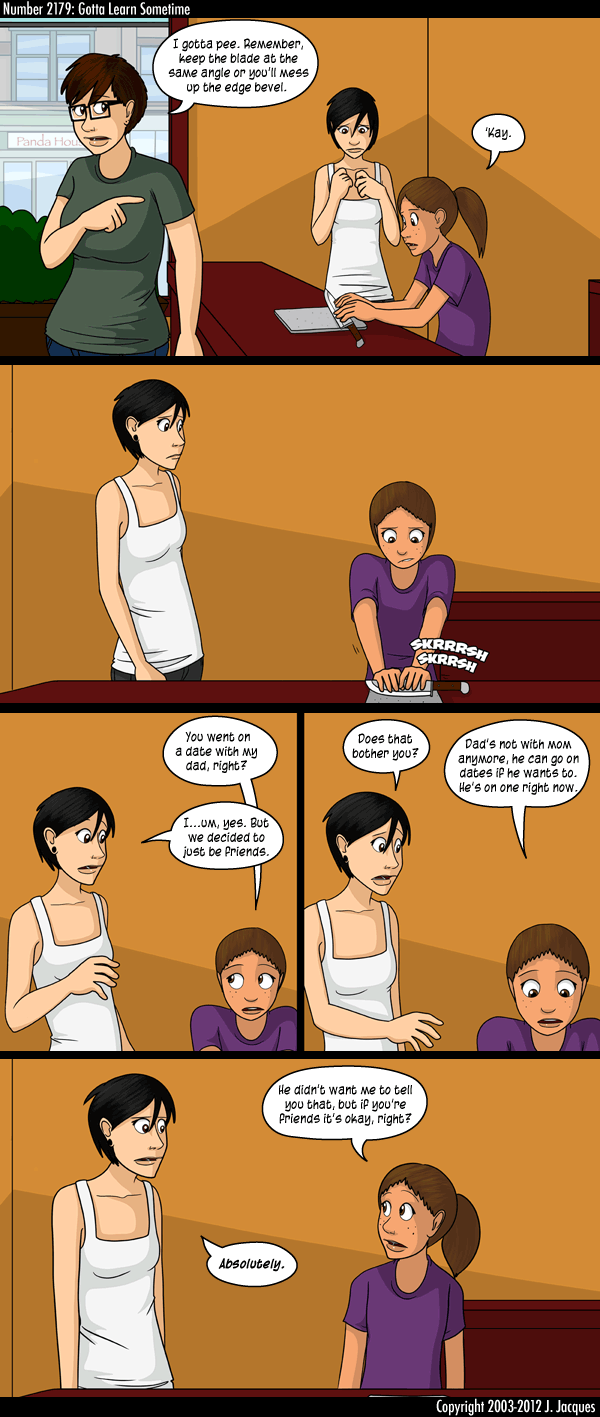 Number 2179: Gotta Learn Sometime
I gotta pee. Remember,
keep the blade at the
same angle or you'll mess
up the edge bevel.
'Kay.
Panda Hou
SKRRRSH
SKRRSH
You went on
a date with my
dad, right?
I...um, yes. But
we decided to
just be friends.
Does that
bother you?
Dad's not with mom
anymore, he can go on
dates if he wants to.
He's on one right now.
He didn't want me to tell
you that, but if you're
friends it's okay, right?
Absolutely.
Copyright 2003-2012 J. Jacques